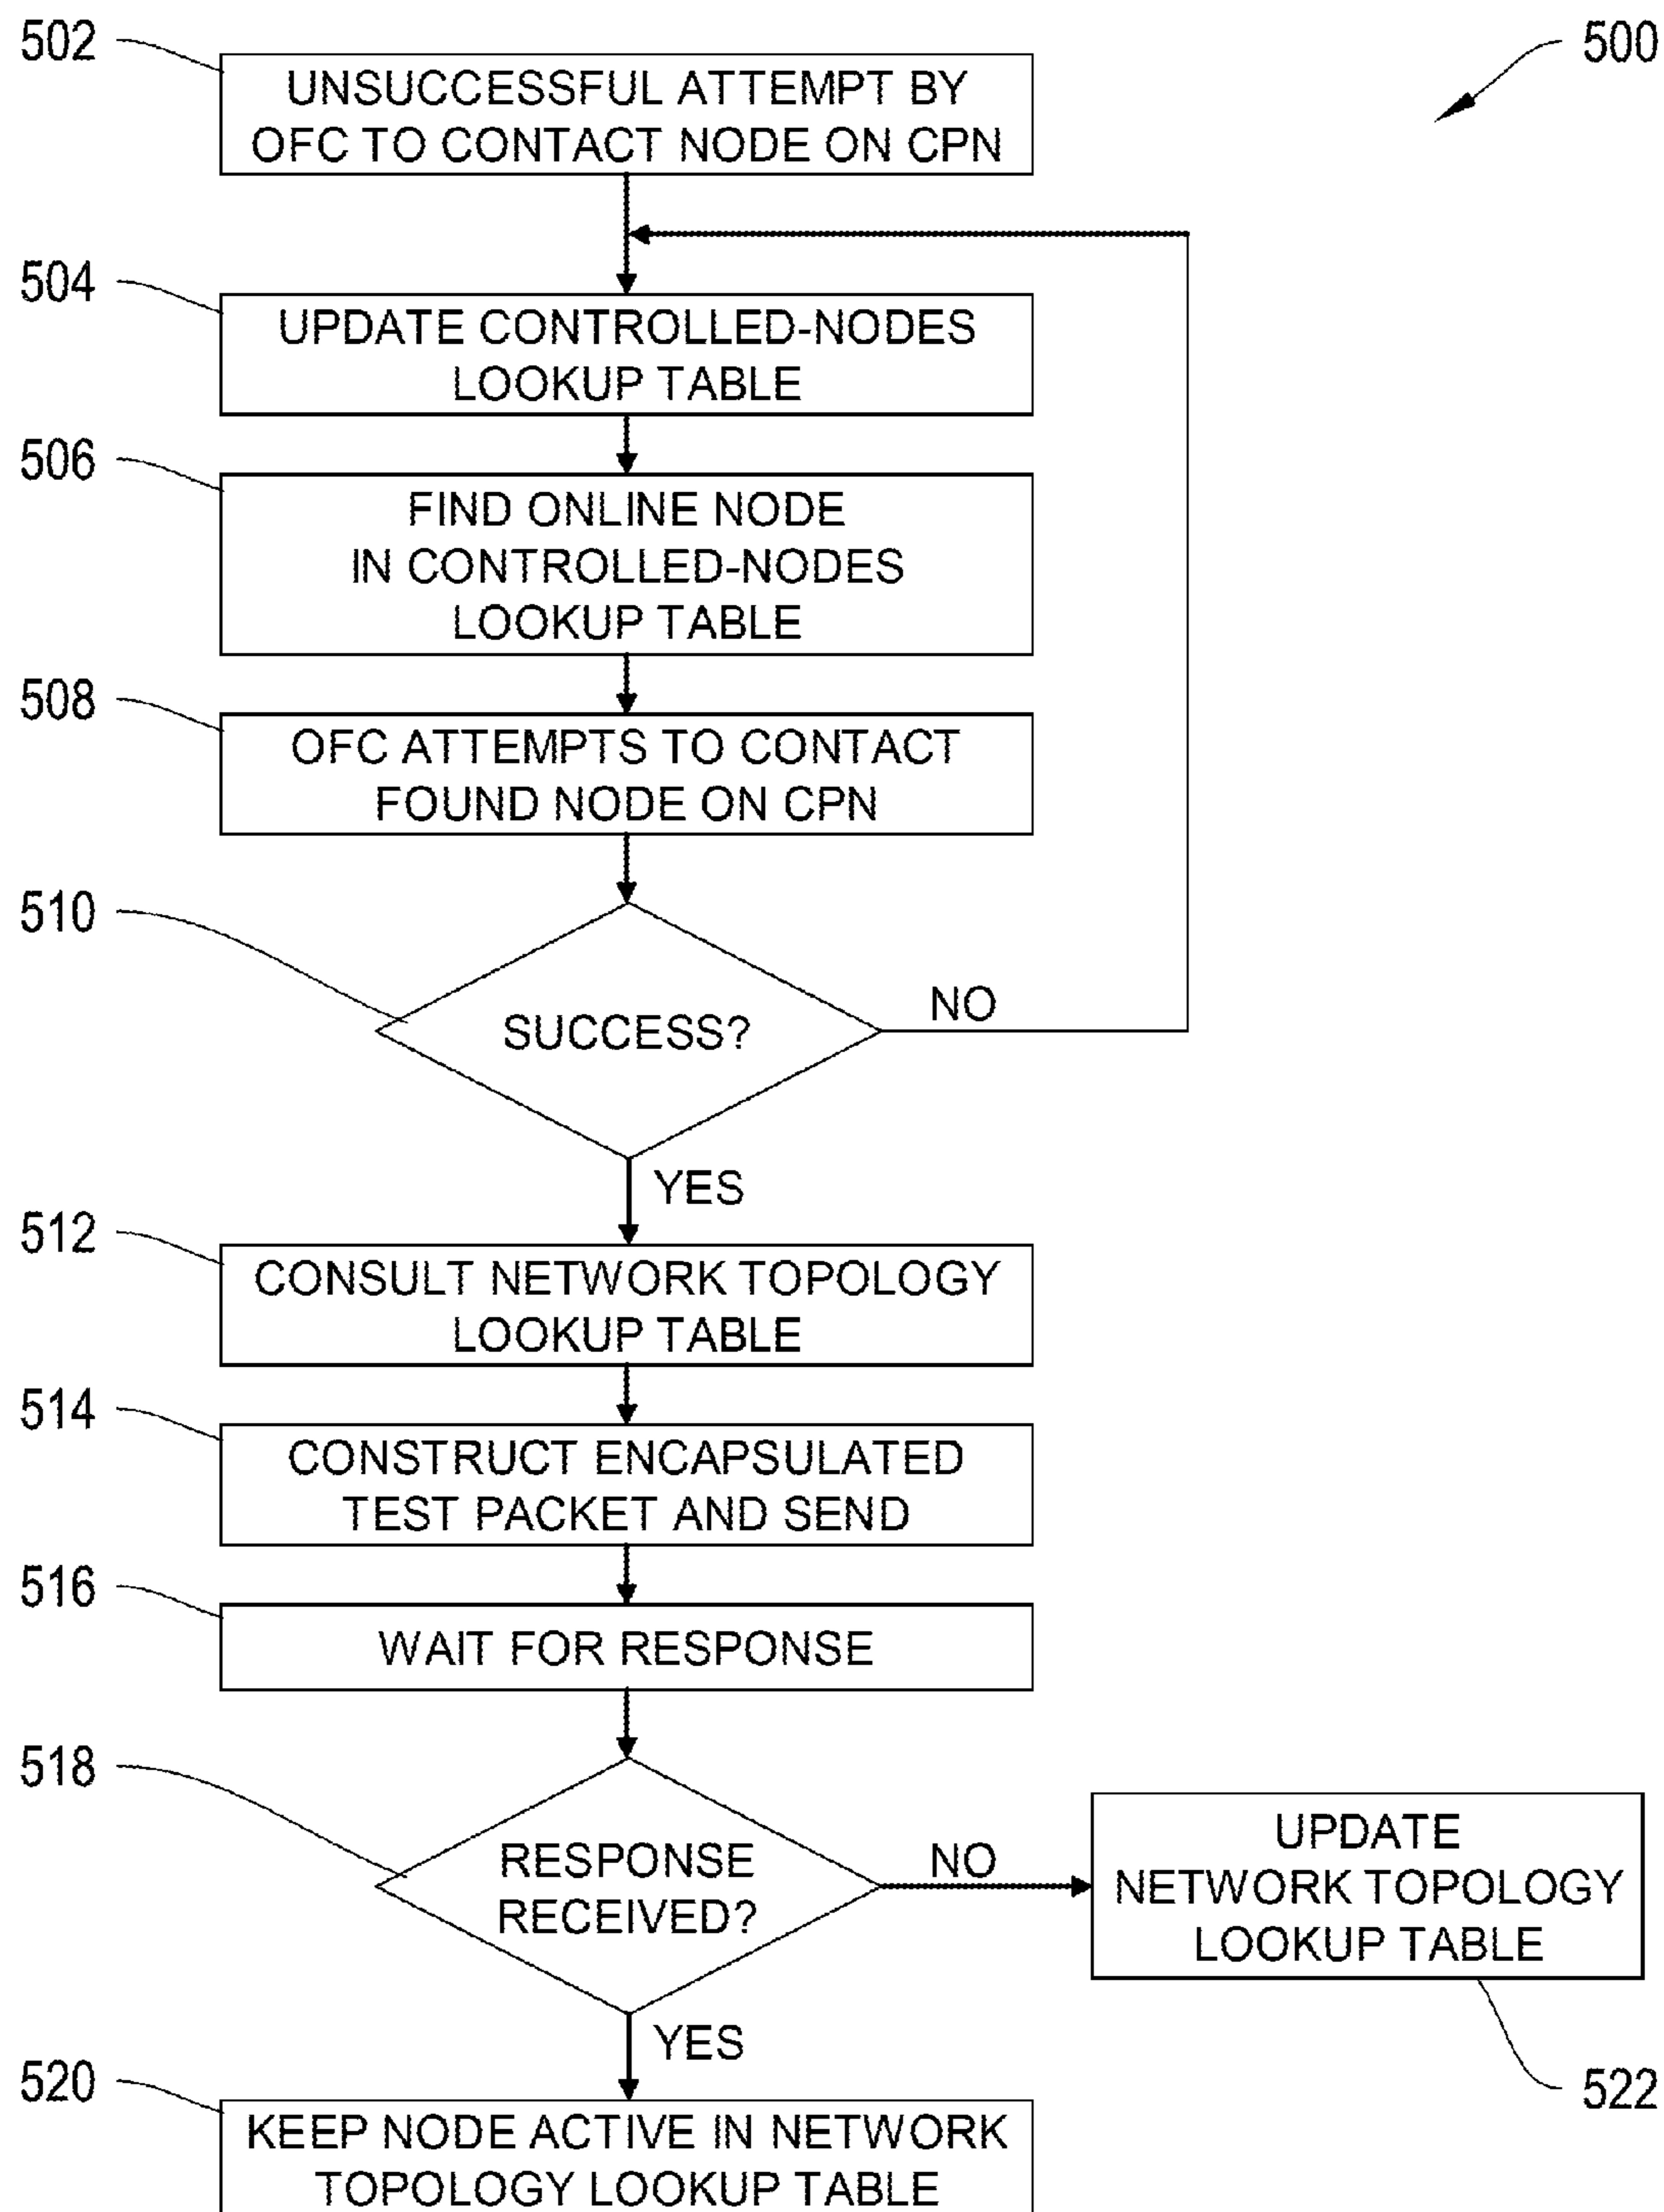 502
500
UNSUCCESSFUL ATTEMPT BY
OFC TO CONTACT NODE ON CPN
504
UPDATE CONTROLLED-NODES
LOOKUP TABLE
506
FIND ONLINE NODE
IN CONTROLLED-NODES
LOOKUP TABLE
508
OFC ATTEMPTS TO CONTACT
FOUND NODE ON CPN
510
SUCCESS?
NO
YES
512
CONSULT NETWORK TOPOLOGY
LOOKUP TABLE
514
CONSTRUCT ENCAPSULATED
TEST PACKET AND SEND
516
WAIT FOR RESPONSE
518
RESPONSE
RECEIVED?
NO
UPDATE
NETWORK TOPOLOGY
LOOKUP TABLE
522
YES
520
KEEP NODE ACTIVE IN NETWORK
TOPOLOGY LOOKUP TABLE